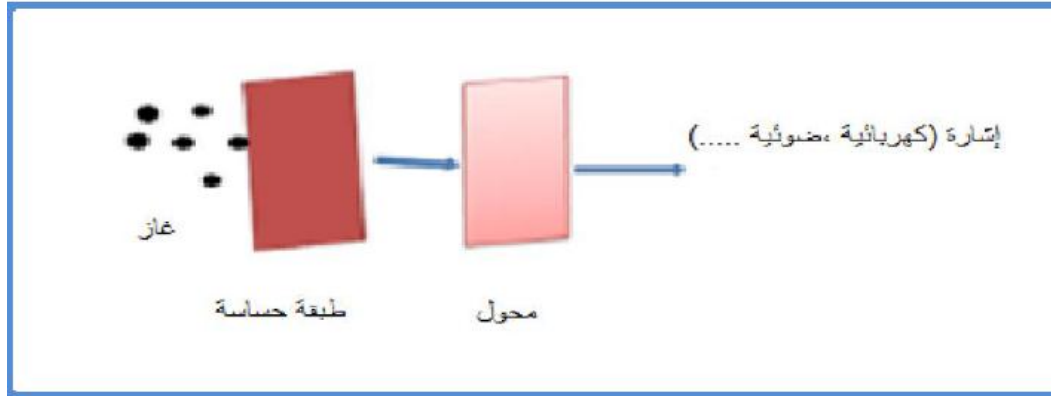 إشارة (كهربائية ،ضوئية .....)
غاز
طبقة حساسة
محول